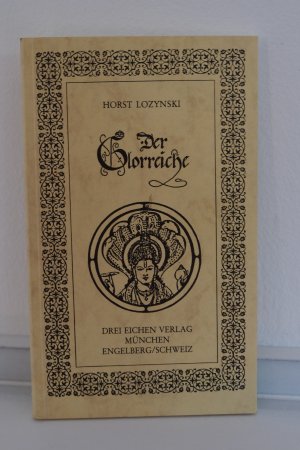 HORST LOZYNSKI
Der
Glorreiche
DREI EICHEN VERLAG
MÜNCHEN
ENGELBERG/SCHWEIZ